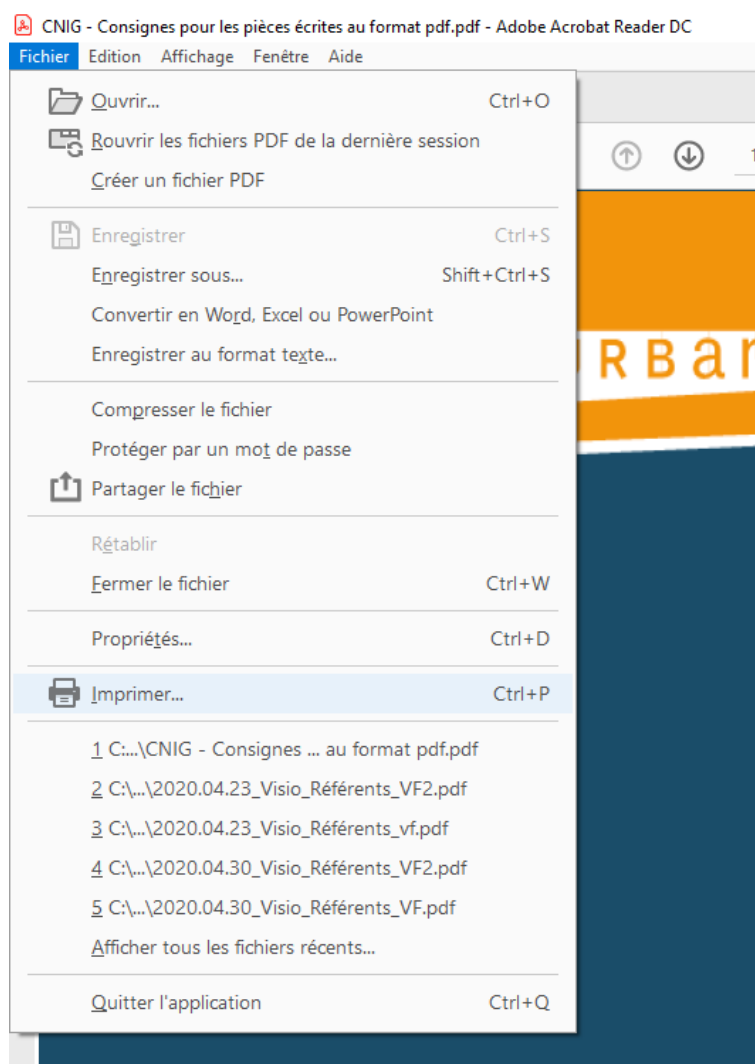 CNIG - Consignes pour les pièces écrites au format pdf.pdf - Adobe Acrobat Reader DC
Fichier Edition Affichage Fenêtre Aide
Ouvrir... Ctrl+O
Rouvrir les fichiers PDF de la dernière session
Créer un fichier PDF
Enregistrer Ctrl+S
Enregistrer sous... Shift+Ctrl+S
Convertir en Word, Excel ou PowerPoint
Enregistrer au format texte...
Compresser le fichier
Protéger par un mot de passe
Partager le fichier
Rétablir
Fermer le fichier Ctrl+W
Propriétés... Ctrl+D
Imprimer... Ctrl+P
1 C:...\CNIG - Consignes ... au format pdf.pdf
2 C:\...\2020.04.23_Visio_Référents_VF2.pdf
3 C:\...\2020.04.23_Visio_Référents_vf.pdf
4 C:\...\2020.04.30_Visio_Référents_VF2.pdf
5 C:\...\2020.04.30_Visio_Référents_VF.pdf
Afficher tous les fichiers récents...
Quitter l'application Ctrl+Q